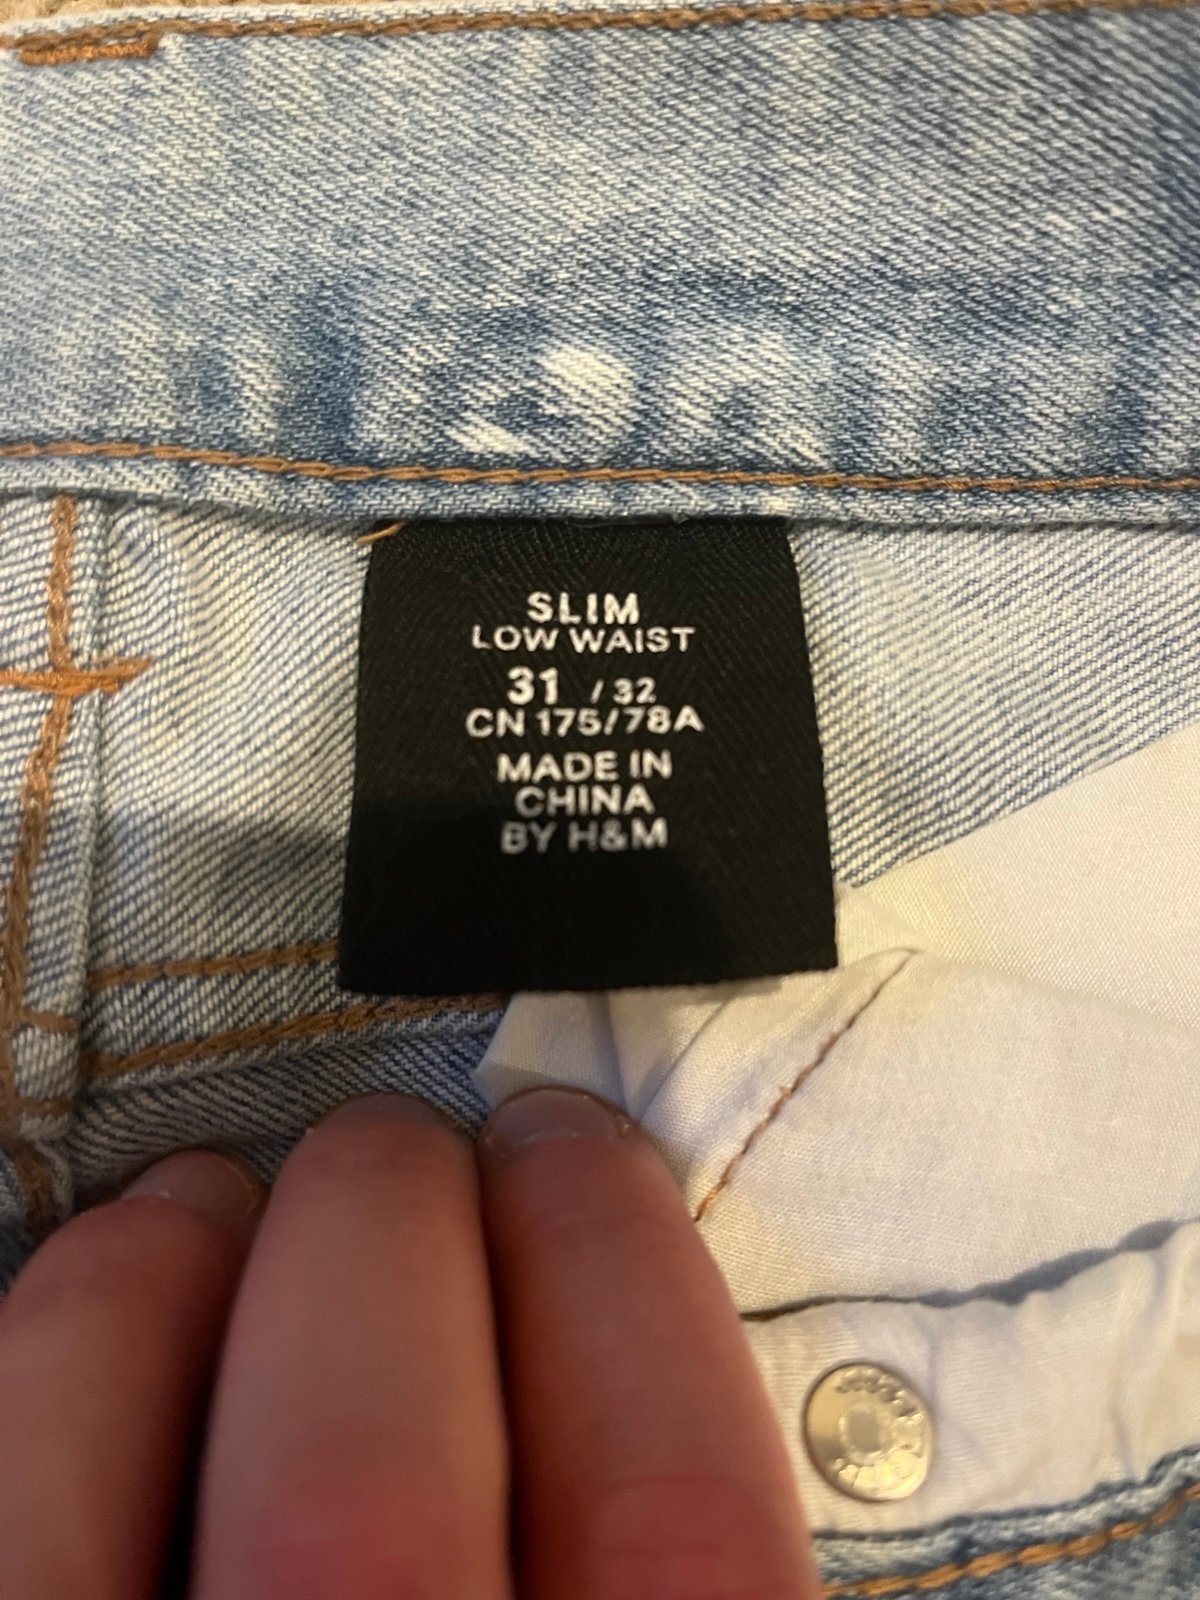 SLIM
LOW WAIST
31 / 32
CN 175/78A
MADE IN
CHINA
BY H&M